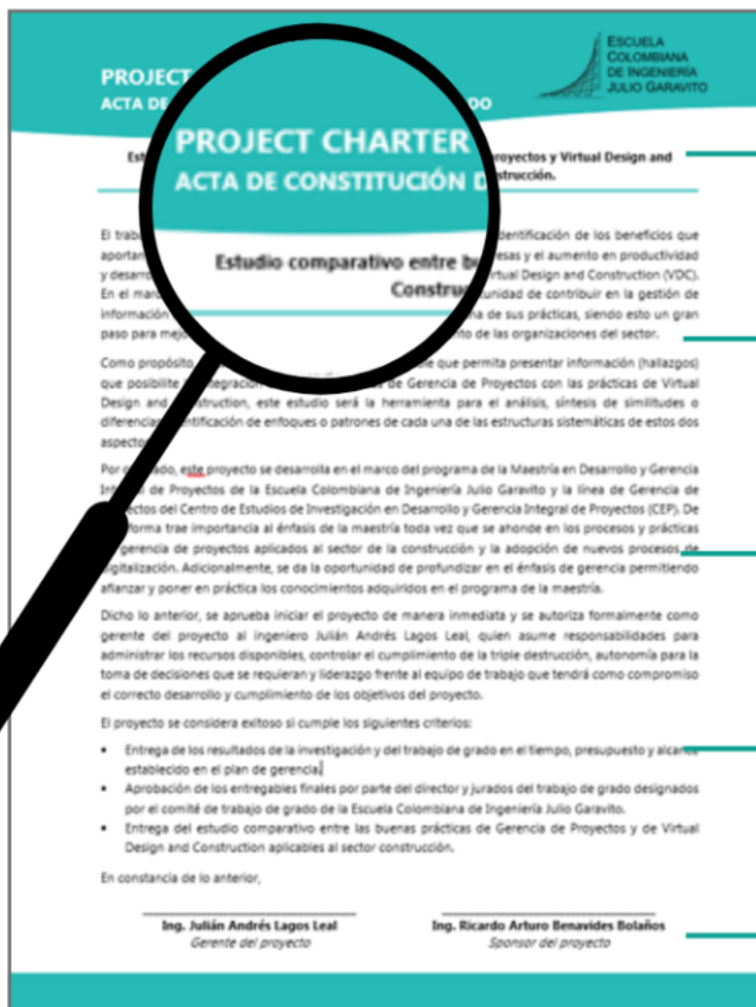 PROJECT
ACTA DE
DO
ESCUELA
COLOMBIANA
DE INGENIERÍA
JULIO GARAVITO
PROJECT CHARTER
ACTA DE CONSTITUCIÓN D
Est
royectos y Virtual Design and
strucción.
Estudio comparativo entre bu
Constru
El trab
dentificación de los beneficios que
aportan
esas y el aumento en productividad
y desarro
rtual Design and Construction (VDC).
En el marc
unidad de contribuir en la gestión de
información
na de sus prácticas, siendo esto un gran
paso para mejo
to de las organizaciones del sector.
Como propósito,
que permita presentar información (hallazgos)
que posibilite
ntegración
de Gerencia de Proyectos con las prácticas de Virtual
Design and
struction, este estudio será la herramienta para el análisis, síntesis de similitudes o
diferencias
entificación de enfoques o patrones de cada una de las estructuras sistemáticas de estos dos
aspecto
Por o
ado, este proyecto se desarrolla en el marco del programa de la Maestría en Desarrollo y Gerencia
Int
de Proyectos de la Escuela Colombiana de Ingeniería Julio Garavito y la línea de Gerencia de
ectos del Centro de Estudios de Investigación en Desarrollo y Gerencia Integral de Proyectos (CEP). De
forma trae importancia al énfasis de la maestría toda vez que se ahonde en los procesos y prácticas
gerencia de proyectos aplicados al sector de la construcción y la adopción de nuevos procesos de
digitalización. Adicionalmente, se da la oportunidad de profundizar en el énfasis de gerencia permitiendo
afianzar y poner en práctica los conocimientos adquiridos en el programa de la maestría.
Dicho lo anterior, se aprueba iniciar el proyecto de manera inmediata y se autoriza formalmente como
gerente del proyecto al ingeniero Julián Andrés Lagos Leal, quien asume responsabilidades para
administrar los recursos disponibles, controlar el cumplimiento de la triple destrucción, autonomía para la
toma de decisiones que se requieran y liderazgo frente al equipo de trabajo que tendrá como compromiso
el correcto desarrollo y cumplimiento de los objetivos del proyecto.
El proyecto se considera exitoso si cumple los siguientes criterios:
• Entrega de los resultados de la investigación y del trabajo de grado en el tiempo, presupuesto y alcance
establecido en el plan de gerencia.
• Aprobación de los entregables finales por parte del director y jurados del trabajo de grado designados
por el comité de trabajo de grado de la Escuela Colombiana de Ingeniería Julio Garavito.
• Entrega del estudio comparativo entre las buenas prácticas de Gerencia de Proyectos y de Virtual
Design and Construction aplicables al sector construcción.
En constancia de lo anterior,
Ing. Julián Andrés Lagos Leal
Gerente del proyecto
Ing. Ricardo Arturo Benavides Bolaños
Sponsor del proyecto